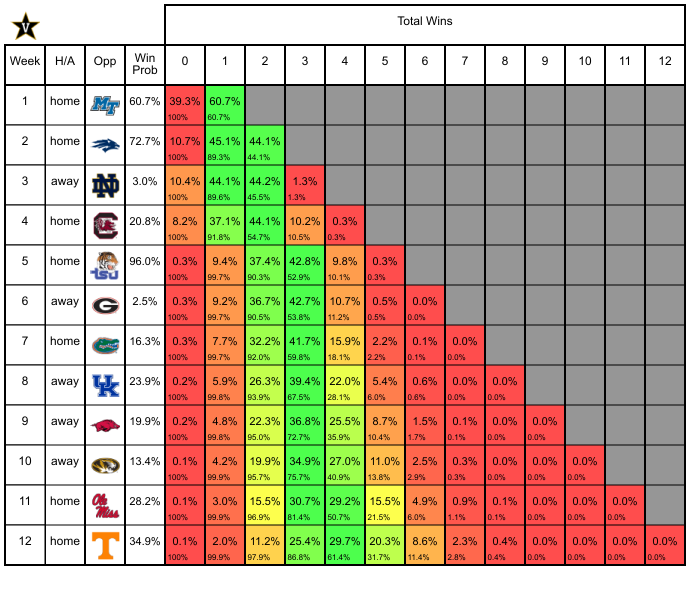 V
Total Wins
Week H/A Opp Win Prob 0 1 2 3 4 5 6 7 8 9 10 11 12
1 home MT 60.7% 39.3% 60.7%
100% 60.7%
2 home 72.7% 10.7% 45.1% 44.1%
100% 89.3% 44.1%
3 away ND 3.0% 10.4% 44.1% 44.2% 1.3%
100% 89.6% 45.5% 1.3%
4 home C 20.8% 8.2% 37.1% 44.1% 10.2% 0.3%
100% 91.8% 54.7% 10.5% 0.3%
5 home TSU 96.0% 0.3% 9.4% 37.4% 42.8% 9.8% 0.3%
100% 99.7% 90.3% 52.9% 10.1% 0.3%
6 away G 2.5% 0.3% 9.2% 36.7% 42.7% 10.7% 0.5% 0.0%
100% 99.7% 90.5% 53.8% 11.2% 0.5% 0.0%
7 home 16.3% 0.3% 7.7% 32.2% 41.7% 15.9% 2.2% 0.1% 0.0%
100% 99.7% 92.0% 59.8% 18.1% 2.2% 0.1% 0.0%
8 away UK 23.9% 0.2% 5.9% 26.3% 39.4% 22.0% 5.4% 0.6% 0.0% 0.0%
100% 99.8% 93.9% 67.5% 28.1% 6.0% 0.6% 0.0% 0.0%
9 away 19.9% 0.2% 4.8% 22.3% 36.8% 25.5% 8.7% 1.5% 0.1% 0.0% 0.0%
100% 99.8% 95.0% 72.7% 35.9% 10.4% 1.7% 0.1% 0.0% 0.0%
10 away 13.4% 0.1% 4.2% 19.9% 34.9% 27.0% 11.0% 2.5% 0.3% 0.0% 0.0% 0.0%
100% 99.9% 95.7% 75.7% 40.9% 13.8% 2.9% 0.3% 0.0% 0.0% 0.0%
11 home Ole Miss 28.2% 0.1% 3.0% 15.5% 30.7% 29.2% 15.5% 4.9% 0.9% 0.1% 0.0% 0.0% 0.0%
100% 99.9% 96.9% 81.4% 50.7% 21.5% 6.0% 1.1% 0.1% 0.0% 0.0% 0.0%
12 home T 34.9% 0.1% 2.0% 11.2% 25.4% 29.7% 20.3% 8.6% 2.3% 0.4% 0.0% 0.0% 0.0% 0.0%
100% 99.9% 97.9% 86.8% 61.4% 31.7% 11.4% 2.8% 0.4% 0.0% 0.0% 0.0% 0.0%